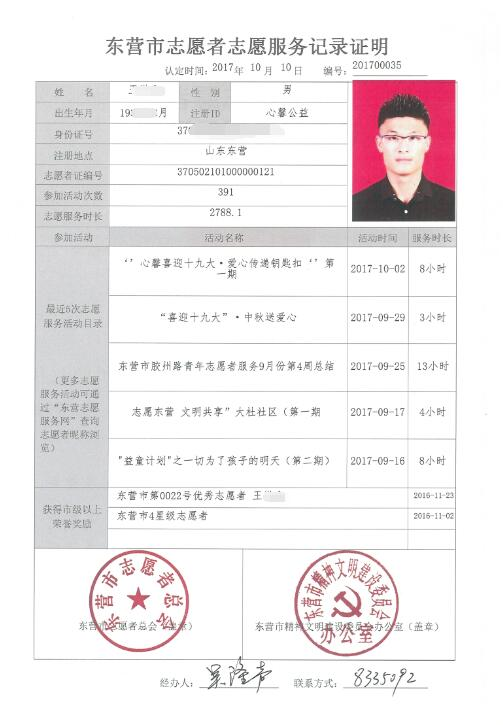 东营市志愿者志愿服务记录证明
认定时间：2017年 10 月 10日 编号：201700035
姓 名 王 性 别 男
出生年月 19 月 注册ID 心馨公益
身份证号 370
注册地点 山东东营
志愿者证编号 370502101000000121
参加活动次数 391
志愿服务时长 2788.1
参加活动 活动名称 活动时间 服务时长
最近5次志愿
服务活动目录
（更多志愿
服务活动可通
过“东营志愿
服务网”查询
志愿者昵称浏
览）
‘’心馨喜迎十九大·爱心传递钥匙扣‘’第
一期 2017-10-02 8小时
“喜迎十九大”·中秋送爱心 2017-09-29 3小时
东营市胶州路青年志愿者服务9月份第4周总结 2017-09-25 13小时
志愿东营 文明共享”大杜社区（第一期 2017-09-17 4小时
"益童计划"之一切为了孩子的明天（第二期） 2017-09-16 8小时
获得市级以上
荣誉奖励
东营市第0022号优秀志愿者 王 2016-11-23
东营市4星级志愿者 2016-11-02
东营市志愿者总会
东营市志愿者总会（盖章）
东营市精神文明建设委员会
办公室
东营市精神文明建设委员会办公室（盖章）
经办人： 联系方式：8335092